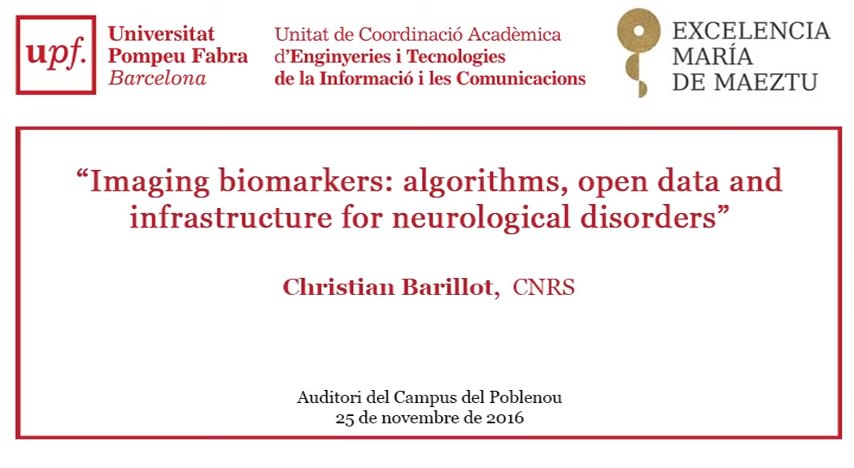 upf.
Universitat
Pompeu Fabra
Barcelona
Unitat de Coordinació Acadèmica
d'Enginyeries i Tecnologies
de la Informació i les Comunicacions
EXCELENCIA
MARÍA
DE MAEZTU
“Imaging biomarkers: algorithms, open data and
infrastructure for neurological disorders”
Christian Barillot, CNRS
Auditori del Campus del Poblenou
25 de novembre de 2016